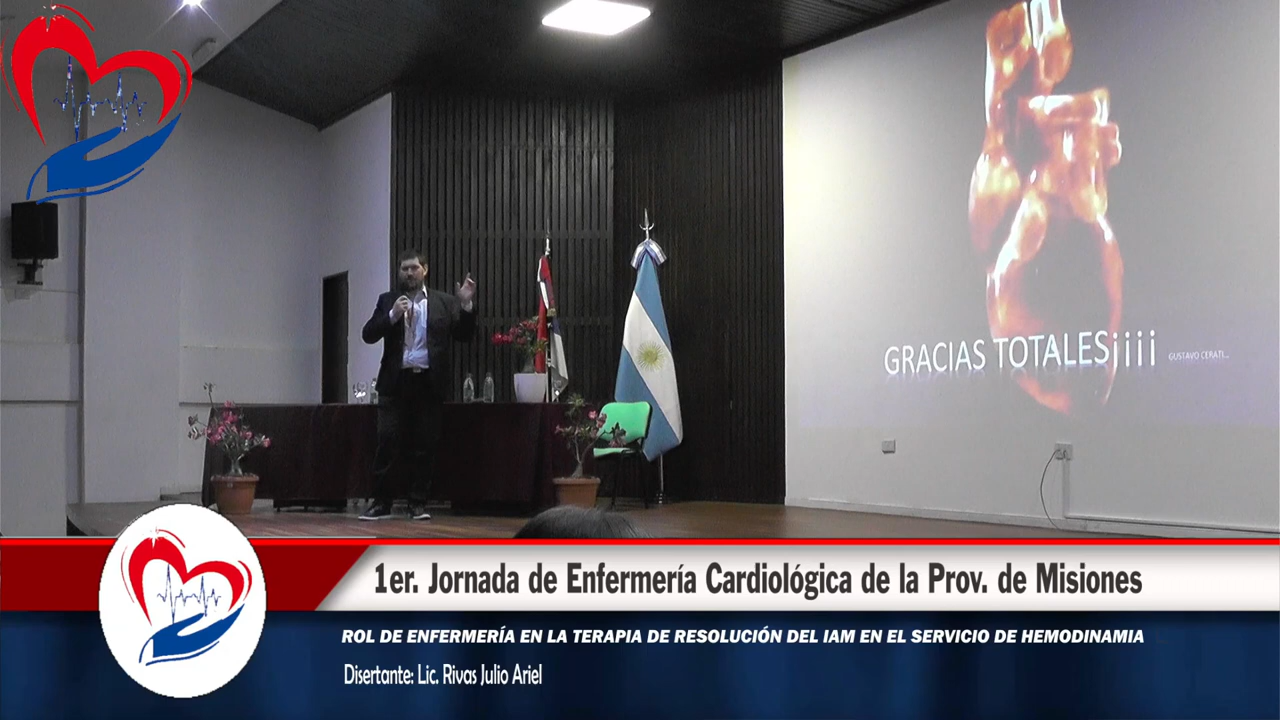 GRACIAS TOTALES¡¡¡¡ GUSTAVO CERATI...
1er. Jornada de Enfermería Cardiológica de la Prov. de Misiones
ROL DE ENFERMERÍA EN LA TERAPIA DE RESOLUCIÓN DEL IAM EN EL SERVICIO DE HEMODINAMIA
Disertante: Lic. Rivas Julio Ariel